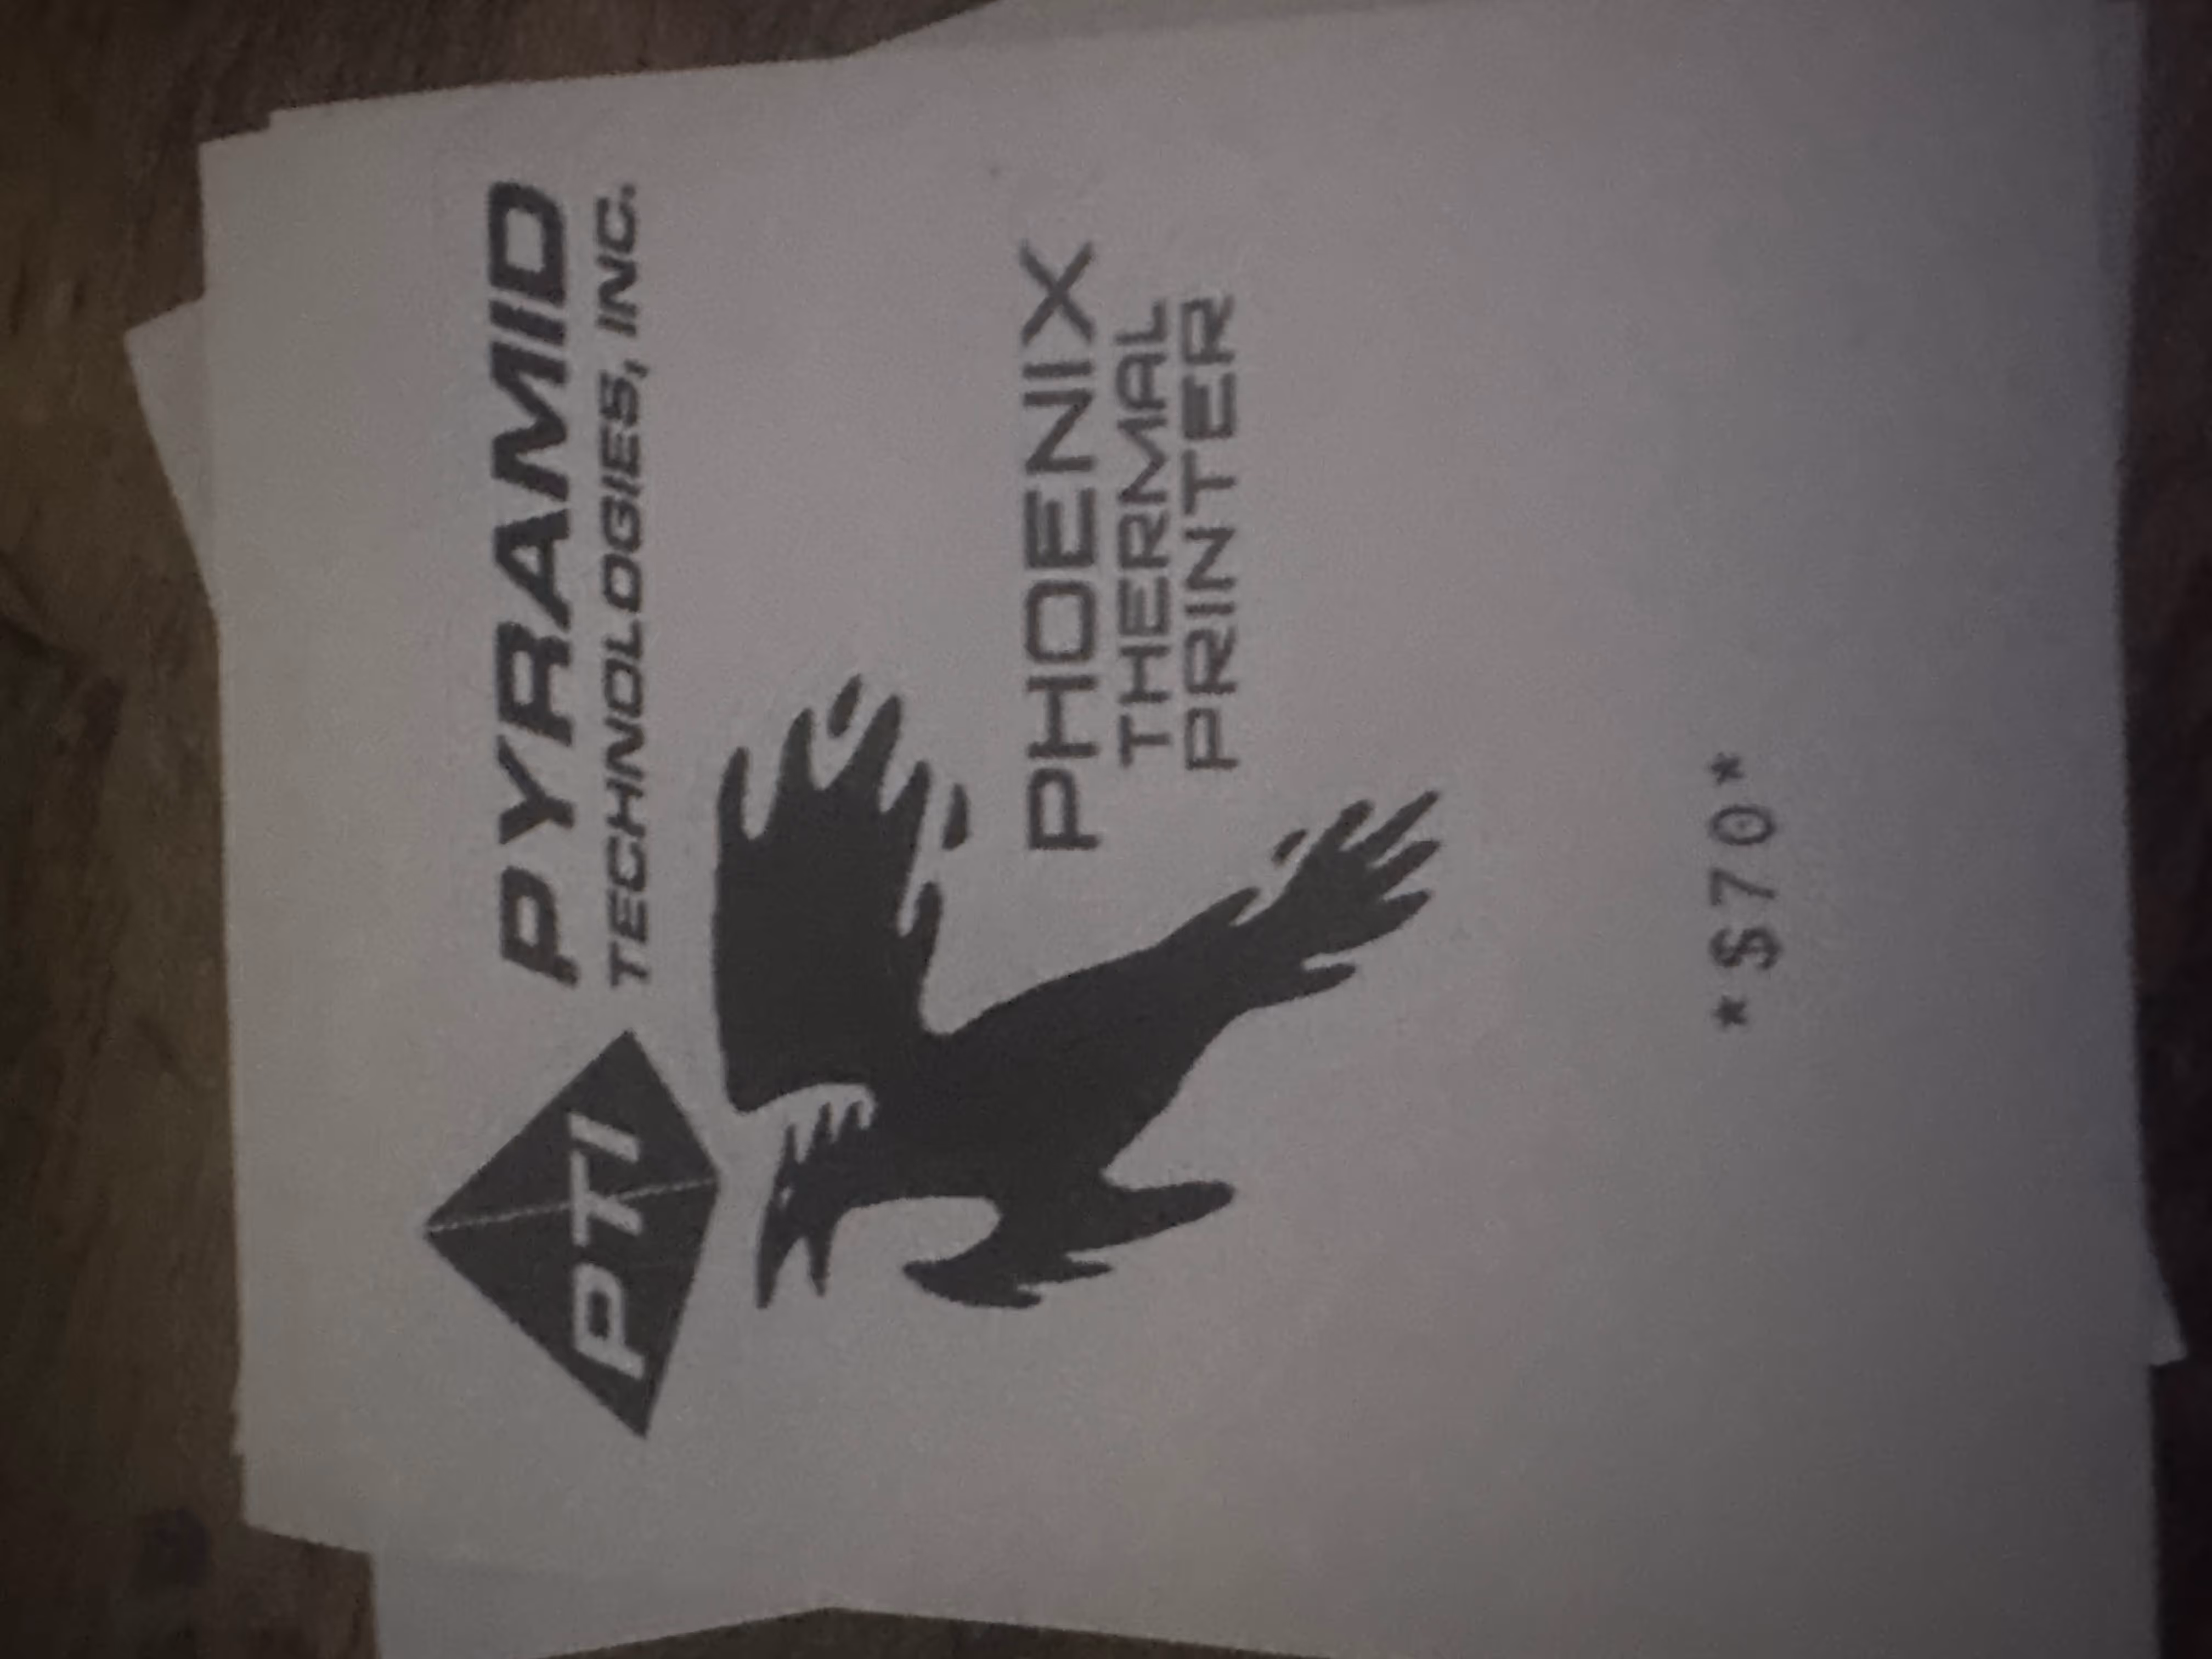 PTI
PYRAMID
TECHNOLOGIES, INC.
PHOENIX
THERMAL
PRINTER
*$70*